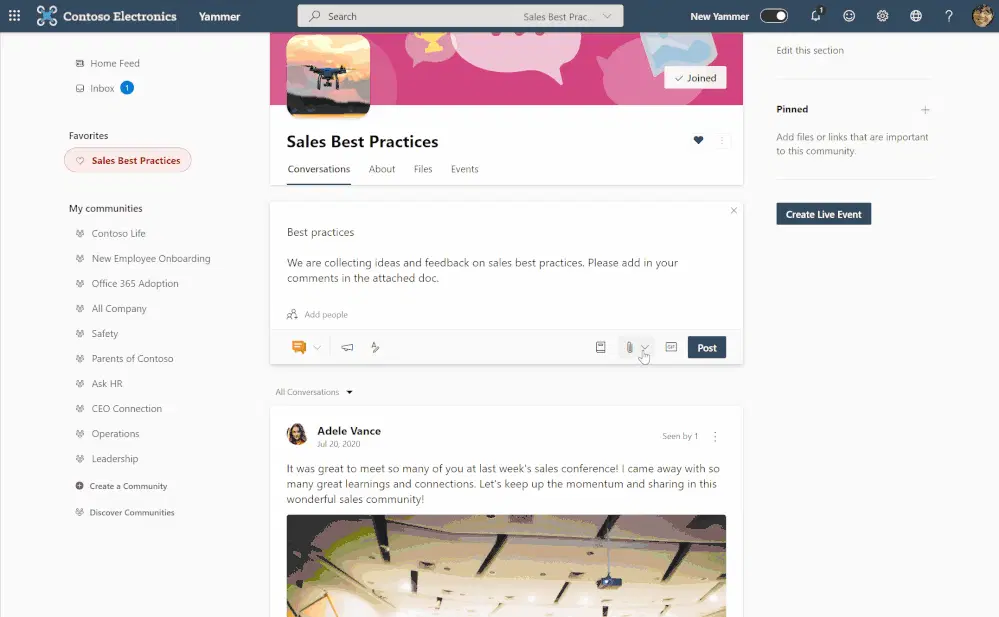 Contoso Electronics Yammer Search Sales Best Prac... New Yammer 1
Home Feed
Inbox 1
Favorites
Sales Best Practices
My communities
Contoso Life
New Employee Onboarding
Office 365 Adoption
All Company
Safety
Parents of Contoso
Ask HR
CEO Connection
Operations
Leadership
Create a Community
Discover Communities
Joined
Sales Best Practices
Conversations About Files Events
Best practices
We are collecting ideas and feedback on sales best practices. Please add in your
comments in the attached doc.
Add people
GIF Post
All Conversations
Adele Vance
Jul 20, 2020
Seen by 1
It was great to meet so many of you at last week's sales conference! I came away with so
many great learnings and connections. Let's keep up the momentum and sharing in this
wonderful sales community!
Edit this section
Pinned
Add files or links that are important
to this community.
Create Live Event